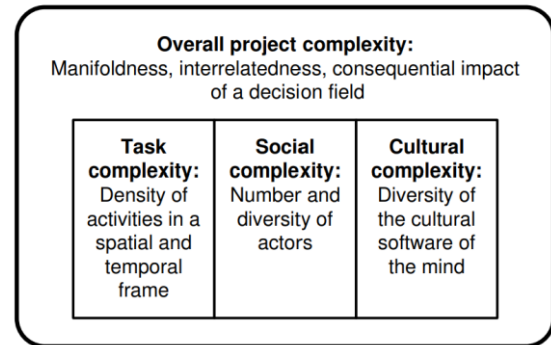 Overall project complexity:
Manifoldness, interrelatedness, consequential impact
of a decision field
Task
complexity:
Density of
activities in a
spatial and
temporal
frame
Social
complexity:
Number and
diversity of
actors
Cultural
complexity:
Diversity of
the cultural
software of
the mind